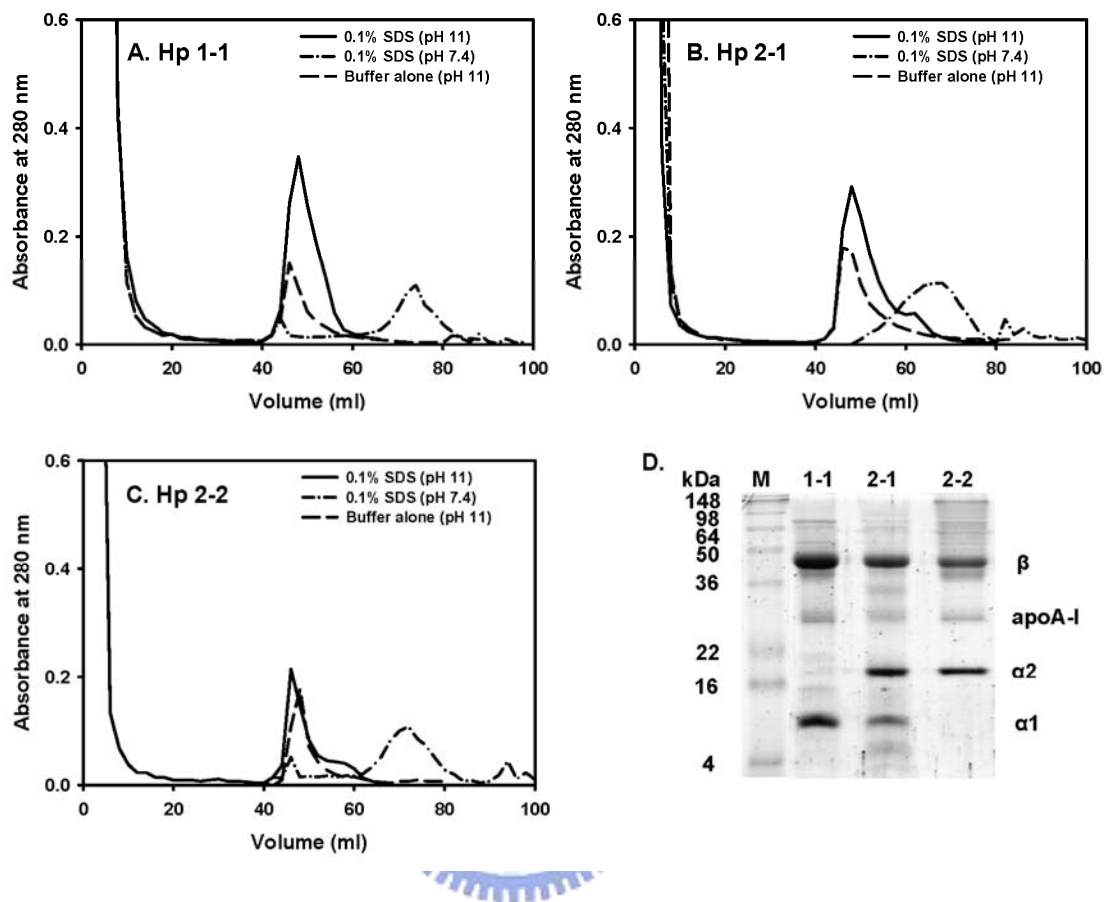 A. Hp 1-1
0.1% SDS (pH 11)
0.1% SDS (pH 7.4)
Buffer alone (pH 11)
Absorbance at 280 nm
0.6
0.4
0.2
0.0
0 20 40 60 80 100
Volume (ml)
B. Hp 2-1
0.1% SDS (pH 11)
0.1% SDS (pH 7.4)
Buffer alone (pH 11)
Absorbance at 280 nm
0.6
0.4
0.2
0.0
0 20 40 60 80 100
Volume (ml)
C. Hp 2-2
0.1% SDS (pH 11)
0.1% SDS (pH 7.4)
Buffer alone (pH 11)
Absorbance at 280 nm
0.6
0.4
0.2
0.0
0 20 40 60 80 100
Volume (ml)
D.
kDa M 1-1 2-1 2-2
148
98
64
50
36
22
16
4
β
apoA-I
α2
α1